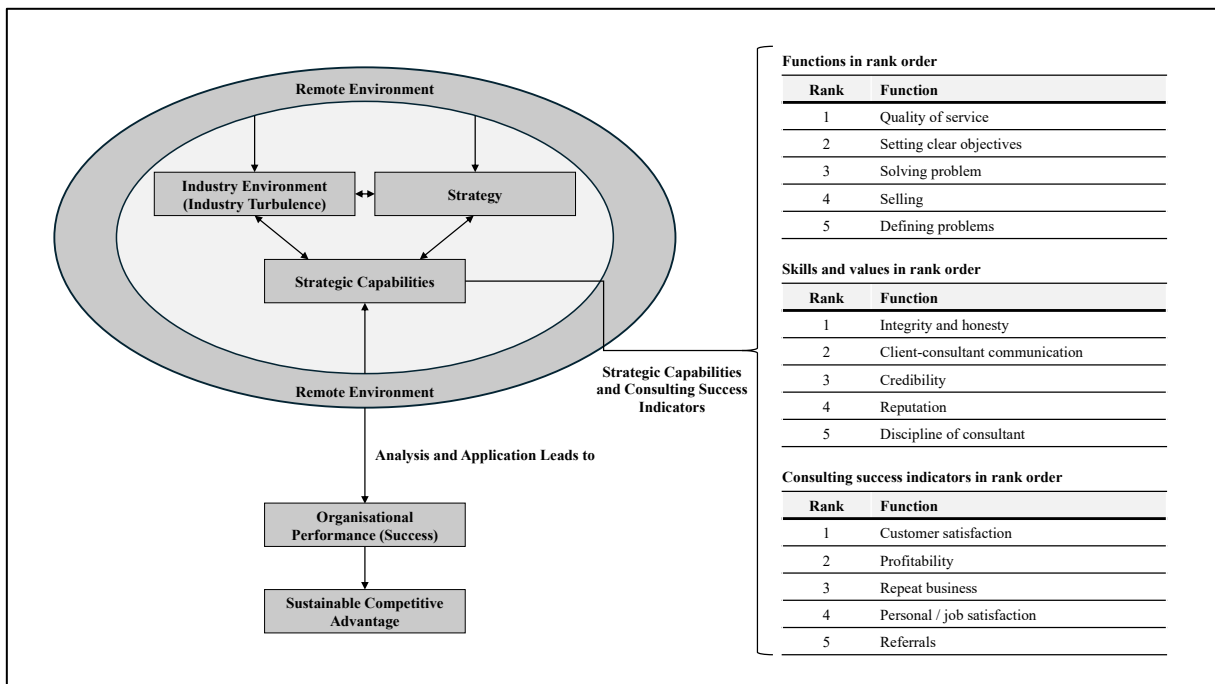 Remote Environment
Industry Environment
(Industry Turbulence)
Strategy
Strategic Capabilities
Remote Environment
Strategic Capabilities
and Consulting Success
Indicators
Analysis and Application Leads to
Organisational
Performance (Success)
Sustainable Competitive
Advantage
Functions in rank order
Rank Function
1 Quality of service
2 Setting clear objectives
3 Solving problem
4 Selling
5 Defining problems
Skills and values in rank order
Rank Function
1 Integrity and honesty
2 Client-consultant communication
3 Credibility
4 Reputation
5 Discipline of consultant
Consulting success indicators in rank order
Rank Function
1 Customer satisfaction
2 Profitability
3 Repeat business
4 Personal / job satisfaction
5 Referrals